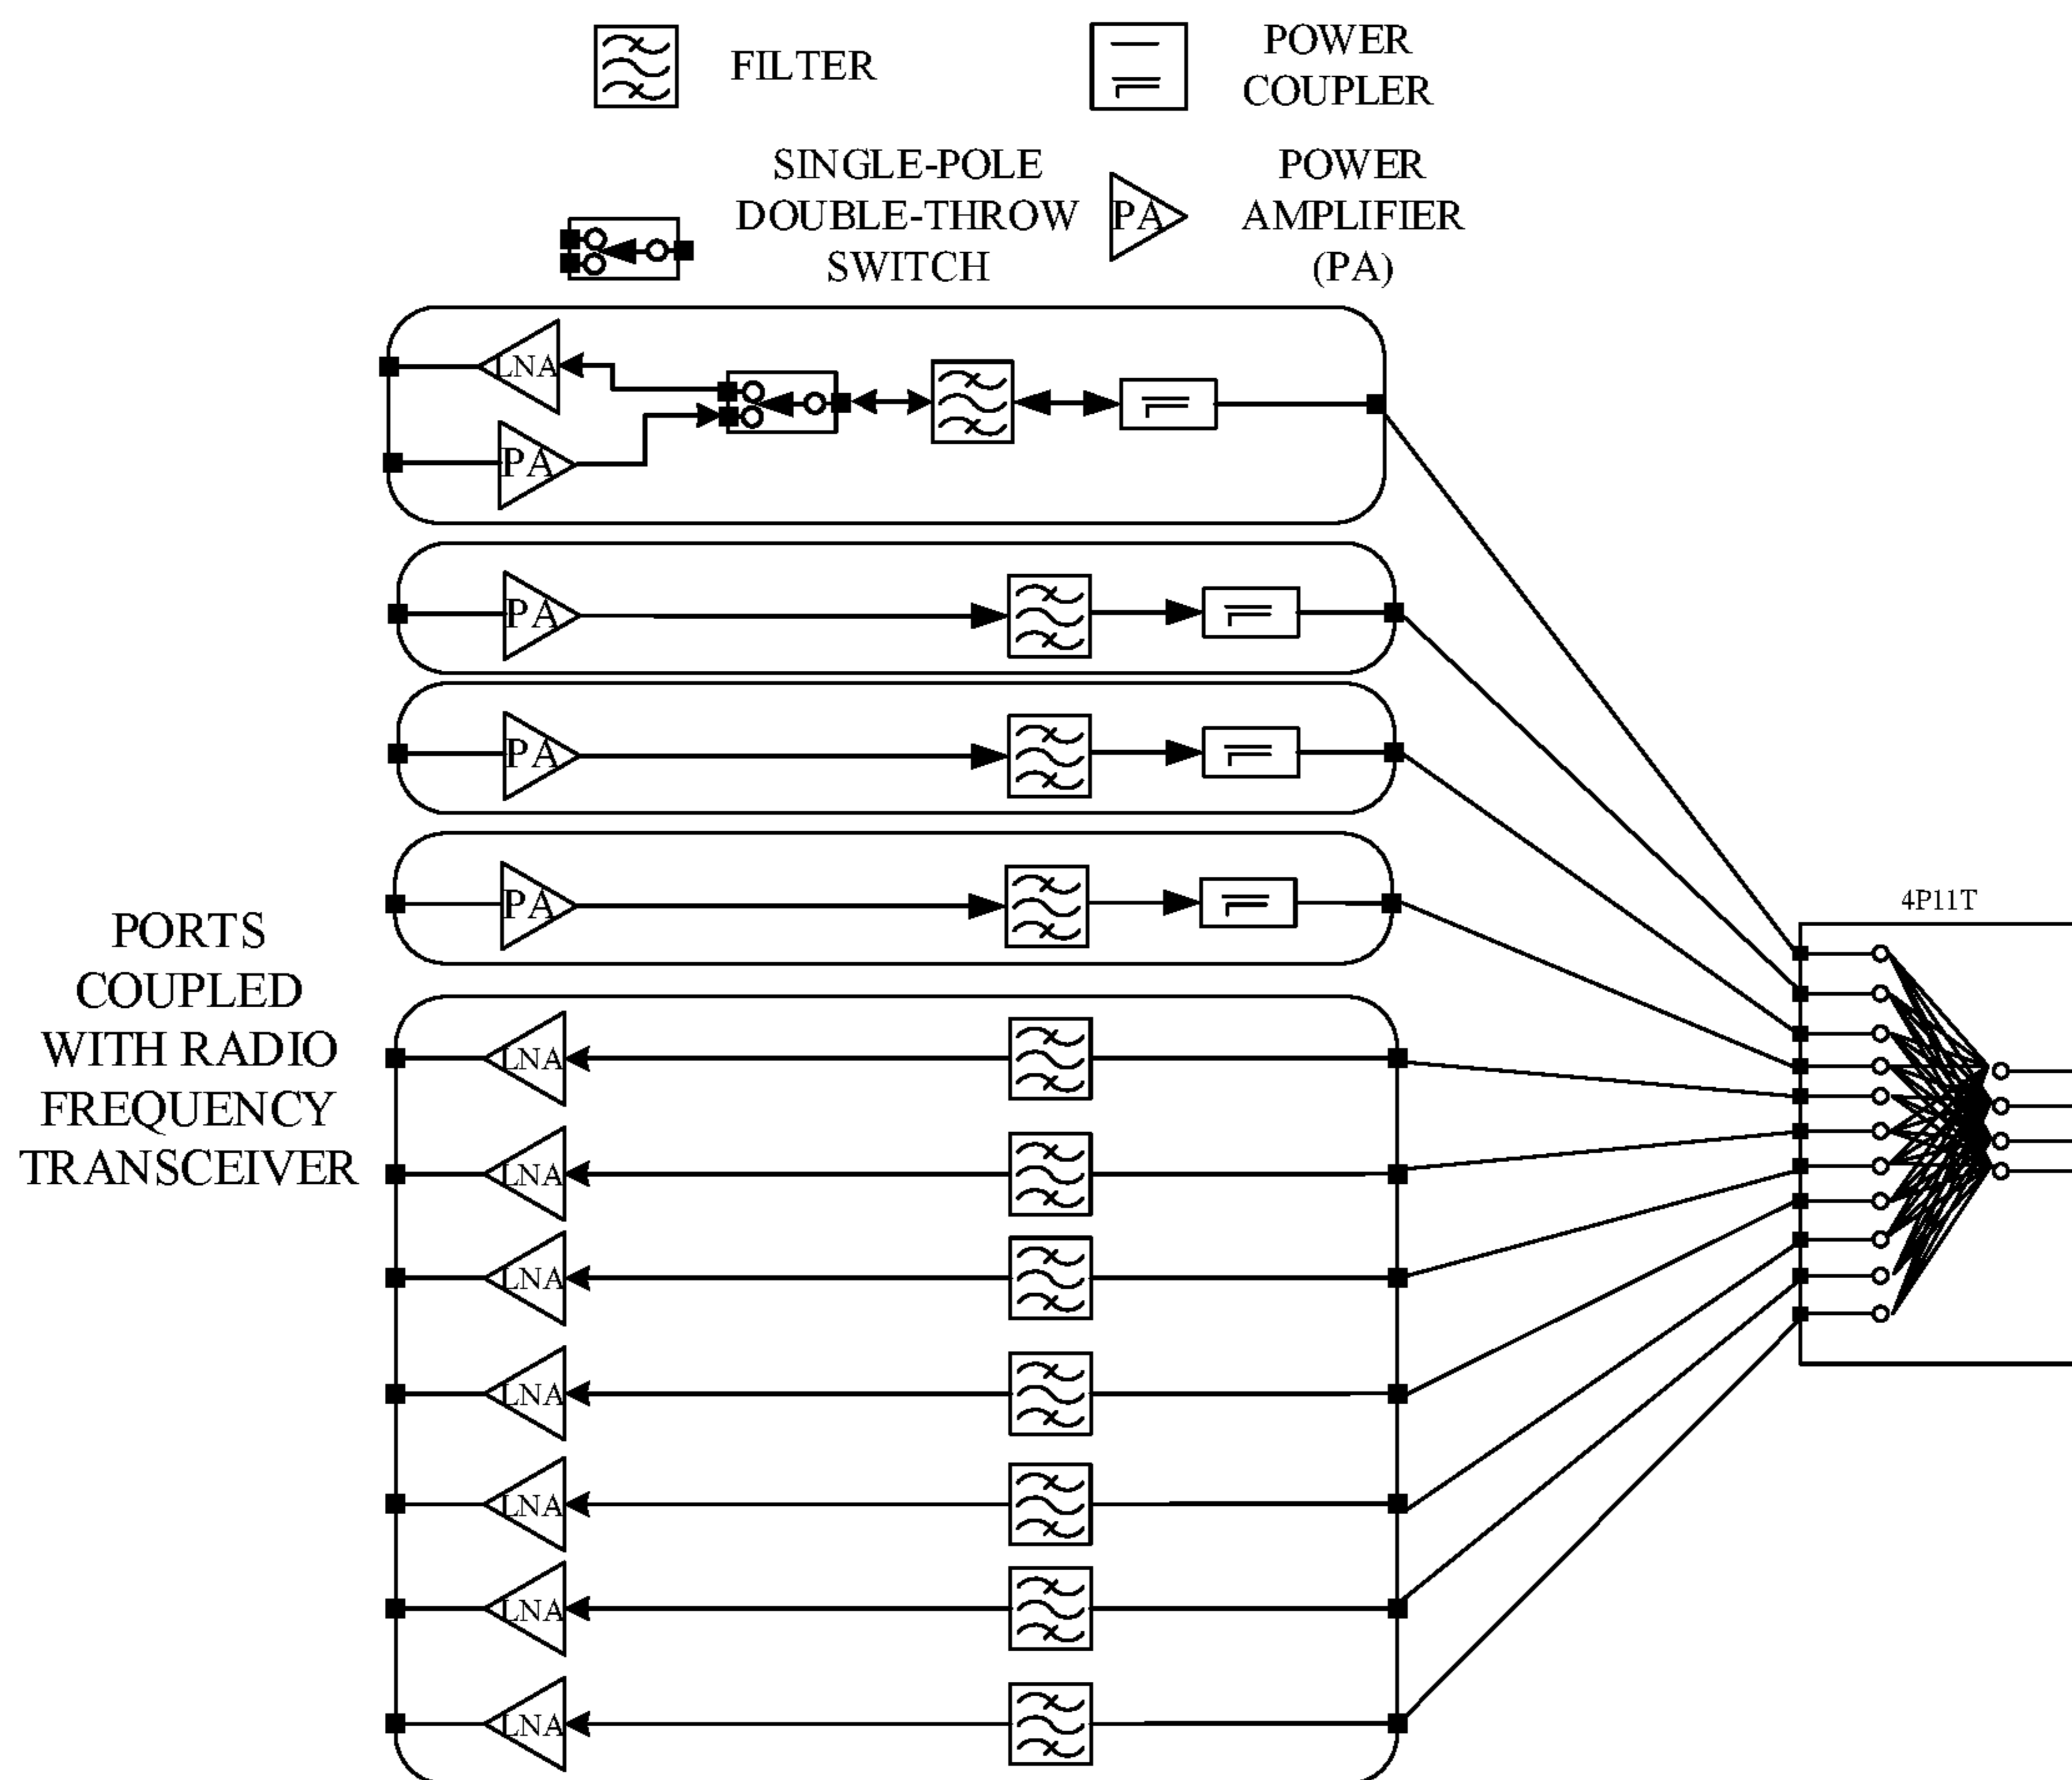 FILTER
POWER
COUPLER
SINGLE-POLE
DOUBLE-THROW
SWITCH
PA
POWER
AMPLIFIER
(PA)
LNA
PA
PA
PA
PA
PORTS
COUPLED
WITH RADIO
FREQUENCY
TRANSCEIVER
4P11T
LNA
LNA
LNA
LNA
LNA
LNA
LNA